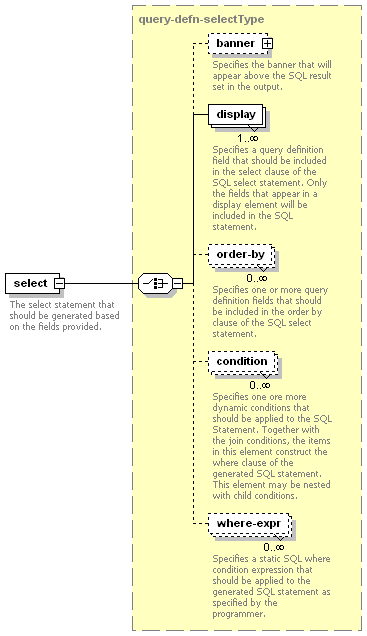 query-defn-selectType
banner
Specifies the banner that will
appear above the SQL result
set in the output.
display
1..∞
Specifies a query definition
field that should be included
in the select clause of the
SQL select statement. Only
the fields that appear in a
display element will be
included in the SQL
statement.
order-by
0..∞
Specifies one or more query
definition fields that should
be included in the order by
clause of the SQL select
statement.
select
The select statement that
should be generated based
on the fields provided.
condition
0..∞
Specifies one ore more
dynamic conditions that
should be applied to the SQL
Statement. Together with
the join conditions, the items
in this element construct the
where clause of the
generated SQL statement.
This element may be nested
with child conditions.
where-expr
0..∞
Specifies a static SQL where
condition expression that
should be applied to the
generated SQL statement as
specified by the
programmer.